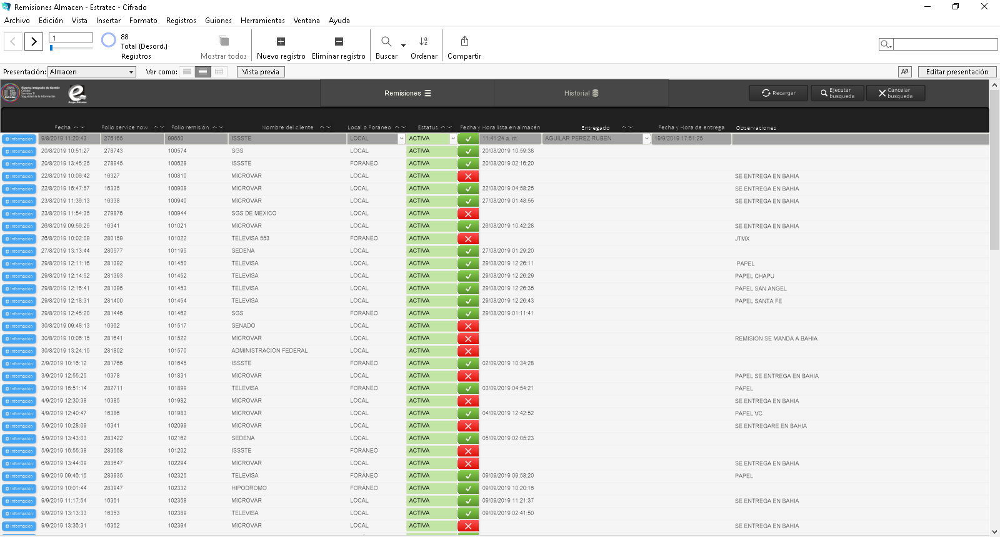 Remisiones Almacen - Estratec - Cifrado
Archivo Edición Vista Insertar Formato Registros Guiones Herramientas Ventana Ayuda
1 88
Total (Desord.)
Registros Mostrar todos Nuevo registro Eliminar registro Buscar Ordenar Compartir
Presentación: Almacen Ver como: Vista previa Aª Editar presentación
Sistema Integrado de Gestión
Calidad
Servicios TI
Seguridad de la Información
Estratec Grupo Estratec
Remisiones Historial Recargar Ejecutar busqueda Cancelar busqueda
Fecha Folio service now Folio remisión Nombre del cliente Local o Foráneo Estatus Fecha y Hora lista en almacén Entregado Fecha y Hora de entrega Observaciones
Información 9/8/2019 11:20:43 276165 99650 ISSSTE LOCAL ACTIVA 11:41:24 a. m. AGUILAR PEREZ RUBEN 19/9/2019 17:51:25
Información 20/8/2019 10:51:27 278743 100574 SGS LOCAL ACTIVA 20/08/2019 10:59:38
Información 20/8/2019 13:45:25 278945 100628 ISSSTE FORÁNEO ACTIVA 20/08/2019 02:16:20
Información 22/8/2019 10:06:42 16327 100810 MICROVAR LOCAL ACTIVA SE ENTREGA EN BAHIA
Información 22/8/2019 16:47:57 16335 100908 MICROVAR LOCAL ACTIVA 22/08/2019 04:58:25 SE ENTREGA EN BAHIA
Información 23/8/2019 11:36:13 16338 100940 MICROVAR LOCAL ACTIVA 27/08/2019 01:48:55 SE ENTREGA EN BAHIA
Información 23/8/2019 11:54:35 279876 100944 SGS DE MEXICO LOCAL ACTIVA
Información 26/8/2019 09:56:25 16341 101021 MICROVAR LOCAL ACTIVA 26/08/2019 10:42:28 SE ENTREGA EN BAHIA
Información 26/8/2019 10:02:09 280159 101022 TELEVISA 553 FORÁNEO ACTIVA JTMX
Información 27/8/2019 13:13:44 280577 101195 SEDENA LOCAL ACTIVA 27/08/2019 01:29:20
Información 29/8/2019 12:11:16 281392 101450 TELEVISA LOCAL ACTIVA 29/08/2019 12:26:11 PAPEL
Información 29/8/2019 12:14:52 281393 101452 TELEVISA LOCAL ACTIVA 29/08/2019 12:26:29 PAPEL CHAPU
Información 29/8/2019 12:16:41 281396 101453 TELEVISA LOCAL ACTIVA 29/08/2019 12:26:35 PAPEL SAN ANGEL
Información 29/8/2019 12:18:31 281400 101454 TELEVISA LOCAL ACTIVA 29/08/2019 12:26:43 PAPEL SANTA FE
Información 29/8/2019 12:45:20 281446 101462 SGS FORÁNEO ACTIVA 29/08/2019 01:11:41
Información 30/8/2019 09:48:13 16362 101517 SENADO LOCAL ACTIVA
Información 30/8/2019 10:06:15 281641 101522 MICROVAR LOCAL ACTIVA REMISION SE MANDA A BAHIA
Información 30/8/2019 13:24:15 281802 101570 ADMINISTRACION FEDERAL LOCAL ACTIVA
Información 2/9/2019 10:16:12 281766 101645 ISSSTE FORÁNEO ACTIVA 02/09/2019 10:34:28
Información 3/9/2019 12:55:25 16378 101831 MICROVAR LOCAL ACTIVA PAPEL SE ENTREGA EN BAHIA
Información 3/9/2019 16:51:14 282711 101899 TELEVISA FORÁNEO ACTIVA 03/09/2019 04:54:21 PAPEL
Información 4/9/2019 12:30:38 16385 101982 MICROVAR LOCAL ACTIVA SE ENTREGA EN BAHIA
Información 4/9/2019 12:40:47 16386 101983 MICROVAR LOCAL ACTIVA 04/09/2019 12:42:52 PAPEL VC
Información 5/9/2019 10:28:09 16341 102099 MICROVAR LOCAL ACTIVA SE ENTREGARE EN BAHIA
Información 5/9/2019 13:43:03 283422 102162 SEDENA LOCAL ACTIVA 05/09/2019 02:05:23
Información 5/9/2019 16:55:38 283568 101202 ISSSTE FORÁNEO ACTIVA
Información 6/9/2019 13:44:09 283647 102294 MICROVAR LOCAL ACTIVA SE ENTREGA EN BAHIA
Información 9/9/2019 09:46:15 283935 102325 TELEVISA FORÁNEO ACTIVA 09/09/2019 09:58:20 PAPEL
Información 9/9/2019 10:01:44 283947 102332 HIPODROMO FORÁNEO ACTIVA 09/09/2019 10:20:16
Información 9/9/2019 11:17:54 16351 102358 MICROVAR LOCAL ACTIVA 09/09/2019 11:21:37 SE ENTREGA EN BAHIA
Información 9/9/2019 13:13:33 16353 102389 TELEVISA LOCAL ACTIVA 09/09/2019 02:41:50
Información 9/9/2019 13:36:31 16352 102394 MICROVAR LOCAL ACTIVA SE ENTREGA EN BAHIA